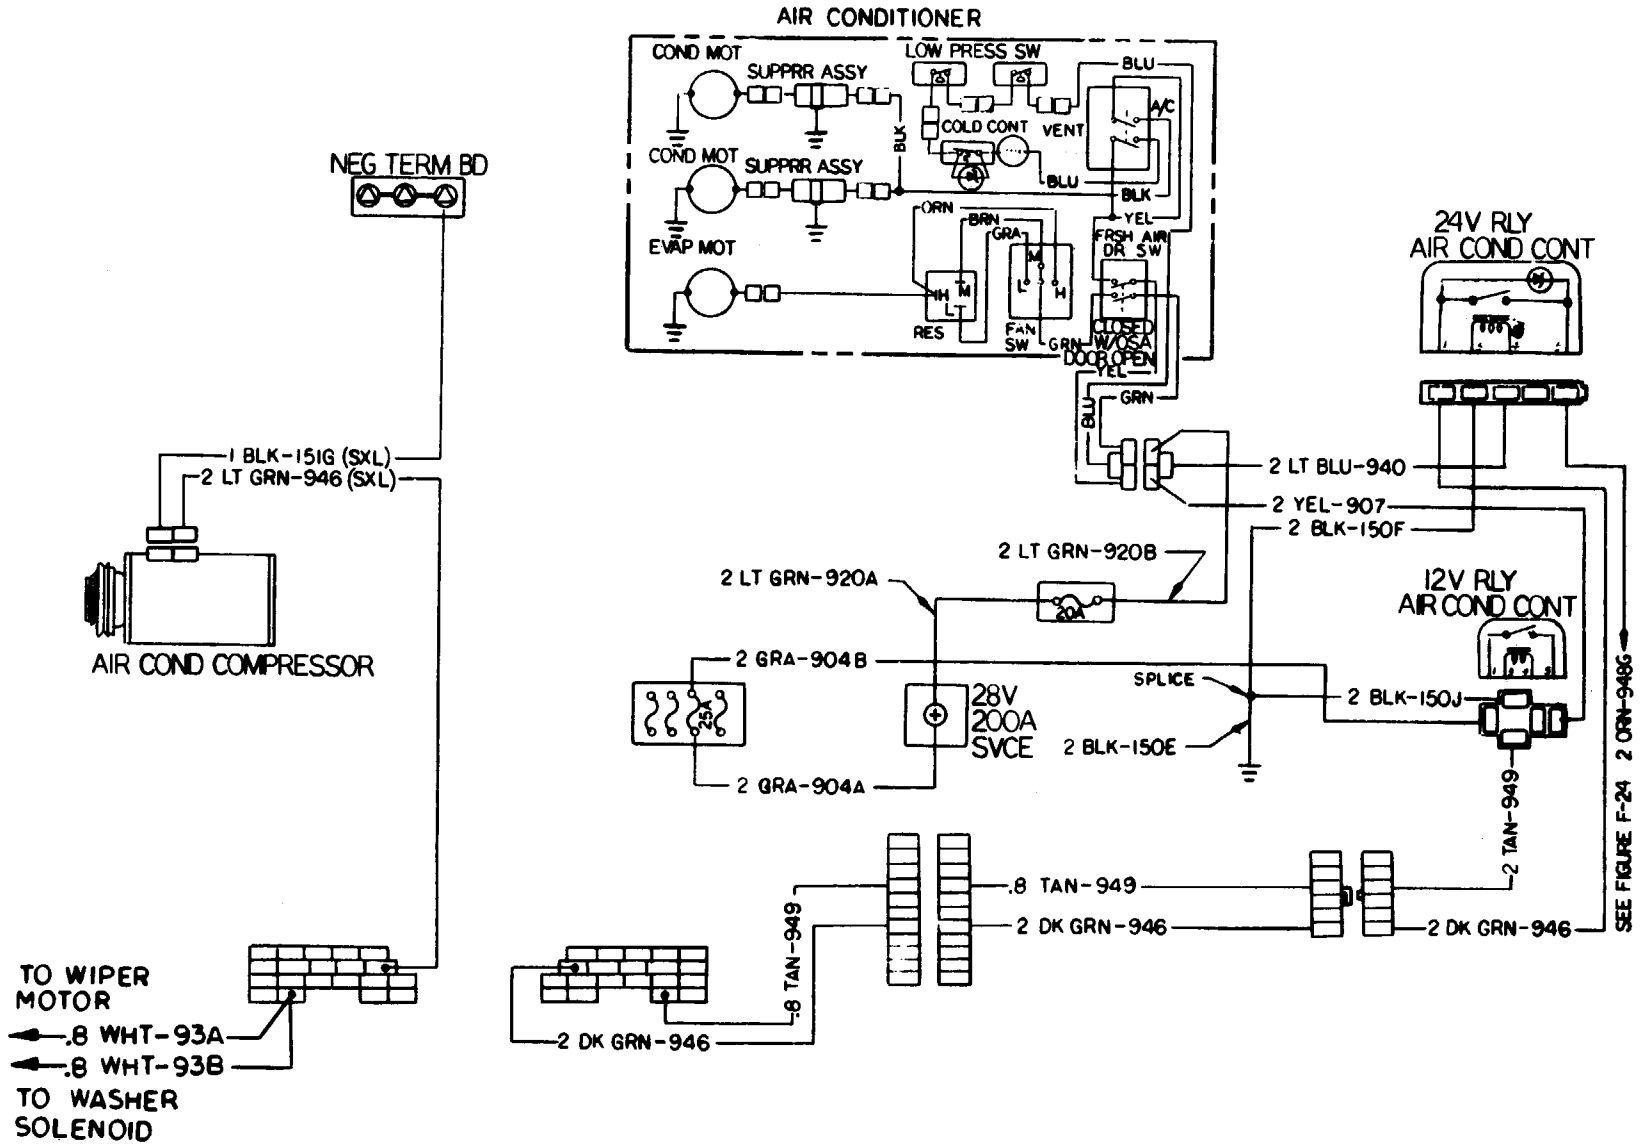 AIR CONDITIONER
COND MOT
SUPPRR ASSY
LOW PRESS SW
BLU
A/C
COLD CONT
VENT
BLK
COND MOT
SUPPRR ASSY
BLU
BLK
NEG TERM BD
ORN
BRN
YEL
GRA
FRSH AIR
DR SW
EVAP MOT
M
L
H
H
M
L
RES
FAN
SW
GRN
CLOSED
W/OSA
DOOR OPEN
YEL
BLU
GRN
24V RLY
AIR COND CONT
1 BLK-151G (SXL)
2 LT GRN-946 (SXL)
2 LT BLU-940
2 YEL-907
2 BLK-150F
2 LT GRN-920B
2 LT GRN-920A
20A
12V RLY
AIR COND CONT
AIR COND COMPRESSOR
2 GRA-904B
25A
28V
200A
SVCE
SPLICE
2 BLK-150J
2 BLK-150E
2 GRA-904A
2 TAN-949
SEE FIGURE F-24 2 ORN-948G
.8 TAN-949
2 DK GRN-946
2 DK GRN-946
.8 TAN-949
2 DK GRN-946
TO WIPER
MOTOR
.8 WHT-93A
.8 WHT-93B
TO WASHER
SOLENOID